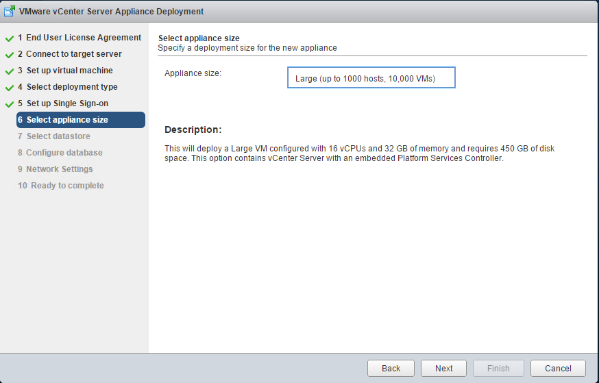 VMware vCenter Server Appliance Deployment
1 End User License Agreement
2 Connect to target server
3 Set up virtual machine
4 Select deployment type
5 Set up Single Sign-on
6 Select appliance size
7 Select datastore
8 Configure database
9 Network Settings
10 Ready to complete
Select appliance size
Specify a deployment size for the new appliance
Appliance size:
Large (up to 1000 hosts, 10,000 VMs)
Description:
This will deploy a Large VM configured with 16 vCPUs and 32 GB of memory and requires 450 GB of disk
space. This option contains vCenter Server with an embedded Platform Services Controller.
Back
Next
Finish
Cancel